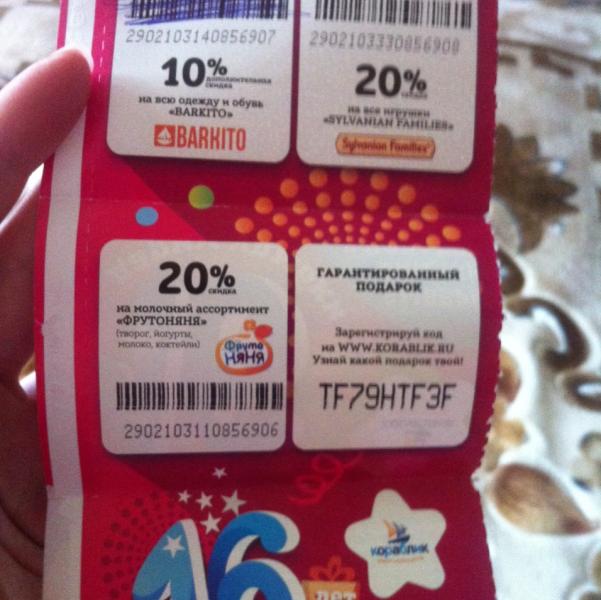 2902103140856907
10%
дополнительная
скидка
на всю одежду и обувь
«BARKITO»
BARKITO
2902103330856908
20%
скидка
на все игрушки
«SYLVANIAN FAMILIES»
Sylvanian Families
20%
скидка
на молочный ассортимент
«ФРУТОНЯНЯ»
(творог, йогурты,
молоко, коктейли)
Фруто
НЯНЯ
2902103110856906
ГАРАНТИРОВАННЫЙ
ПОДАРОК
Зарегистрируй код
на WWW.KORABLIK.RU
Узнай какой подарок твой!
TF79HTF3F
16
лет
кораблик